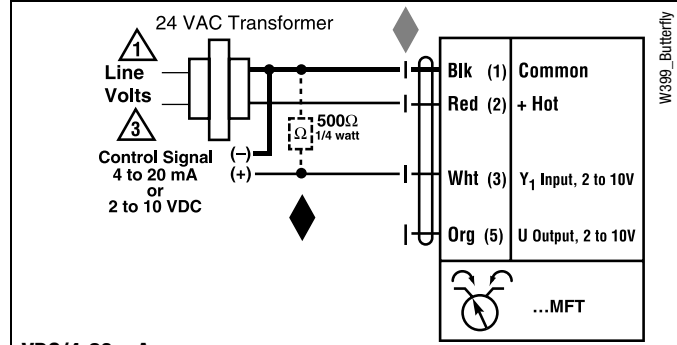 24 VAC Transformer
1
Line
Volts
3
Control Signal
4 to 20 mA
or
2 to 10 VDC
(–)
(+)
Ω
500Ω
1/4 watt
Blk (1) Common
Red (2) + Hot
Wht (3) Y1 Input, 2 to 10V
Org (5) U Output, 2 to 10V
...MFT
W399_Butterfly